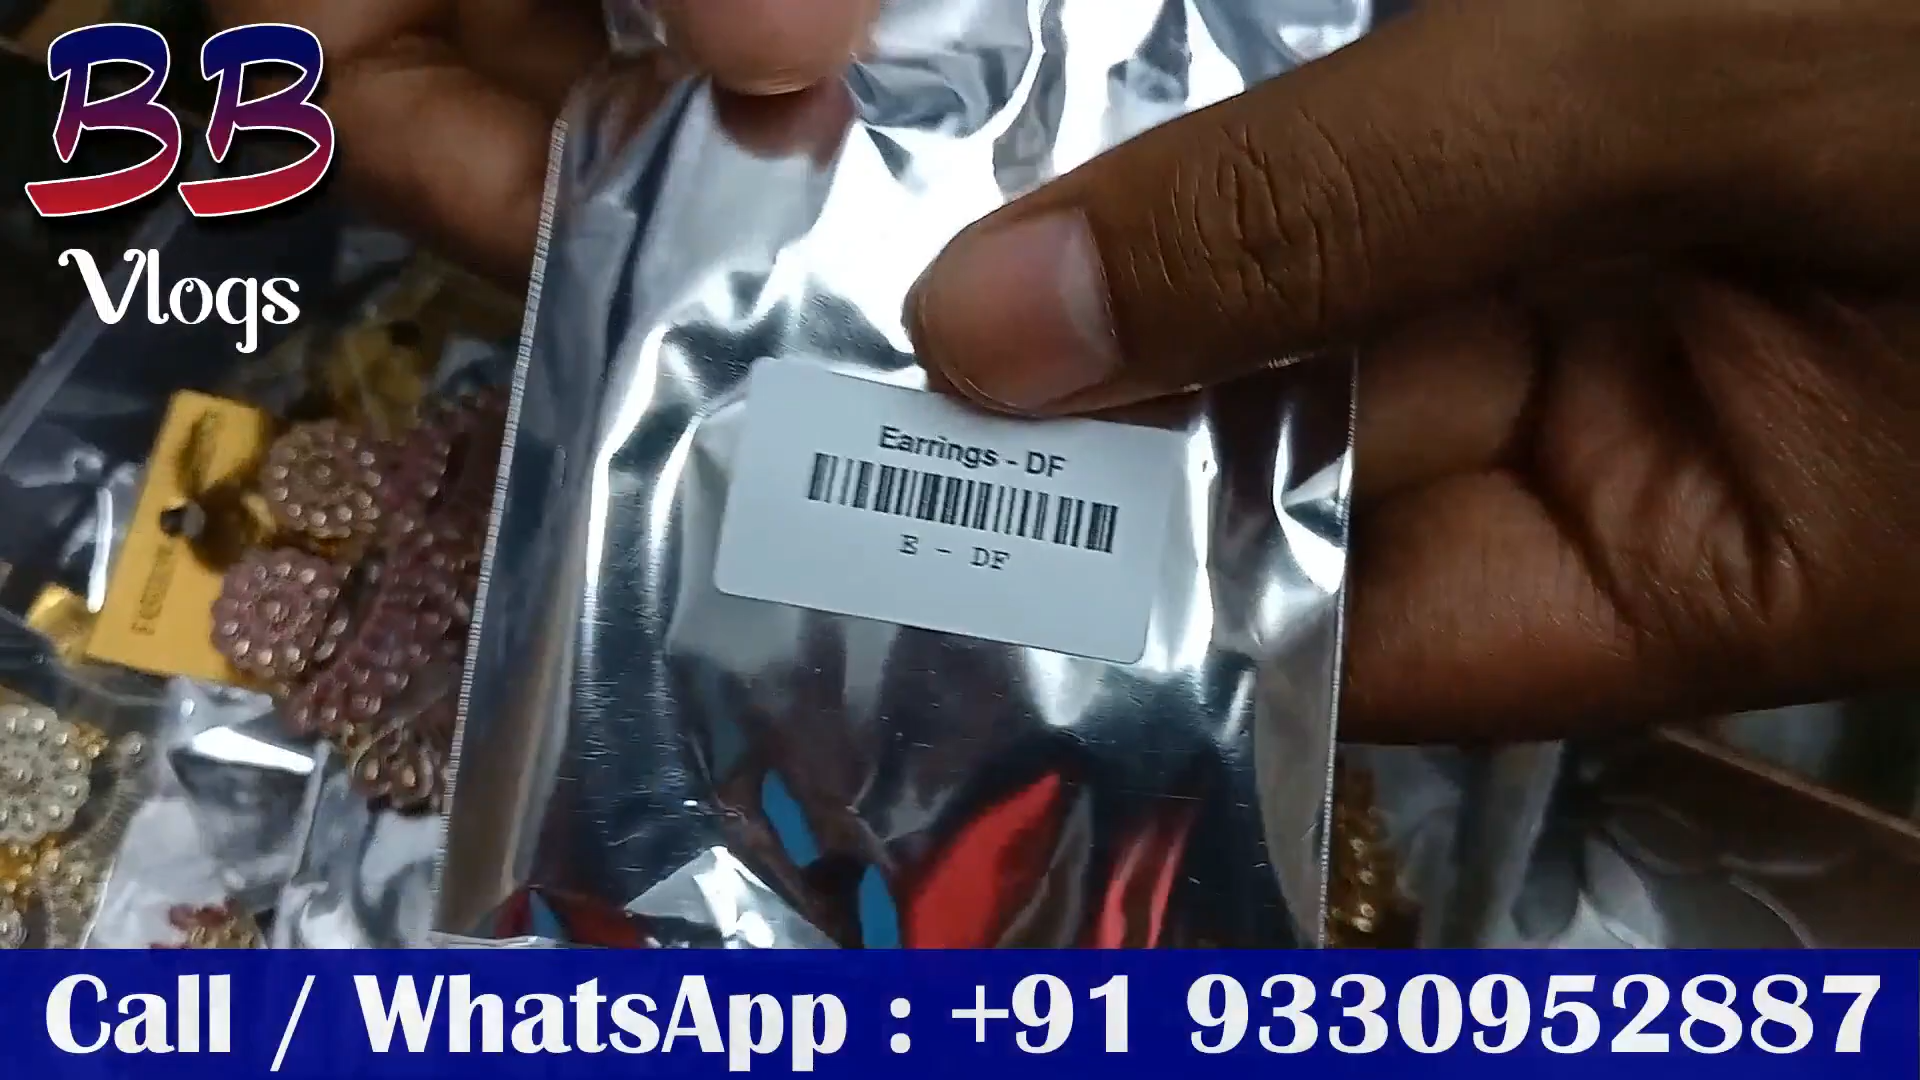 BB
Vlogs
Earrings - DF
E - DF
Call / WhatsApp : +91 9330952887